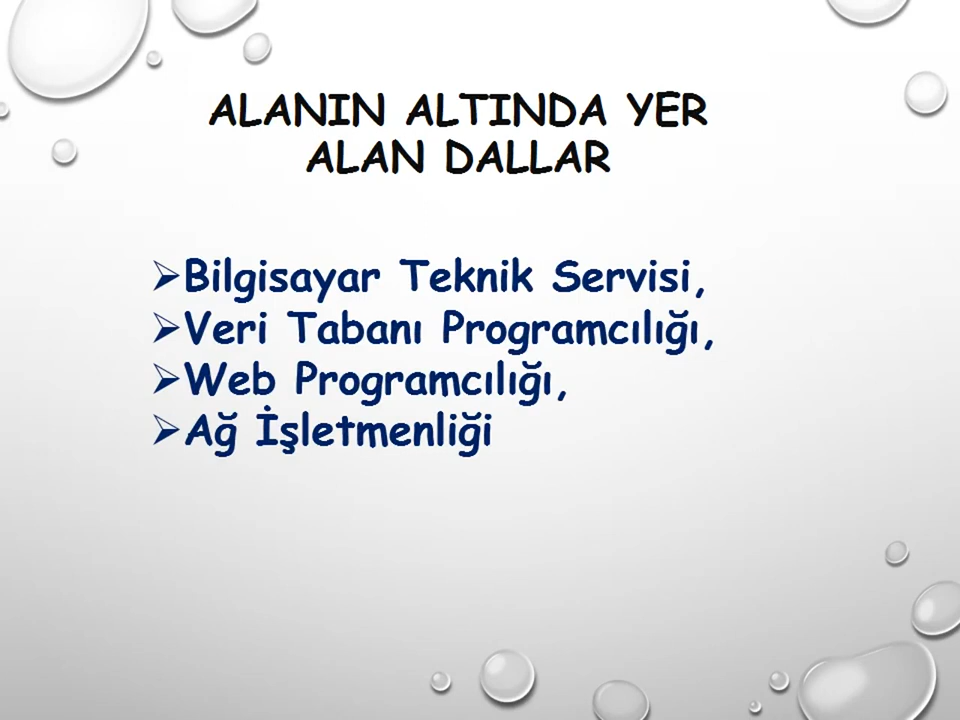 ALANIN ALTINDA YER
ALAN DALLAR
➢Bilgisayar Teknik Servisi,
➢Veri Tabanı Programcılığı,
➢Web Programcılığı,
➢Ağ İşletmenliği